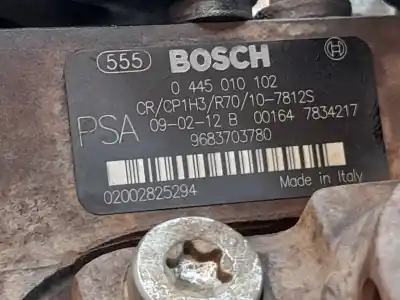 555 BOSCH H
0 445 010 102
CR/CP1H3/R70/10-7812S
PSA 09-02-12 B 00164 7834217
9683703780
02002825294 Made in Italy